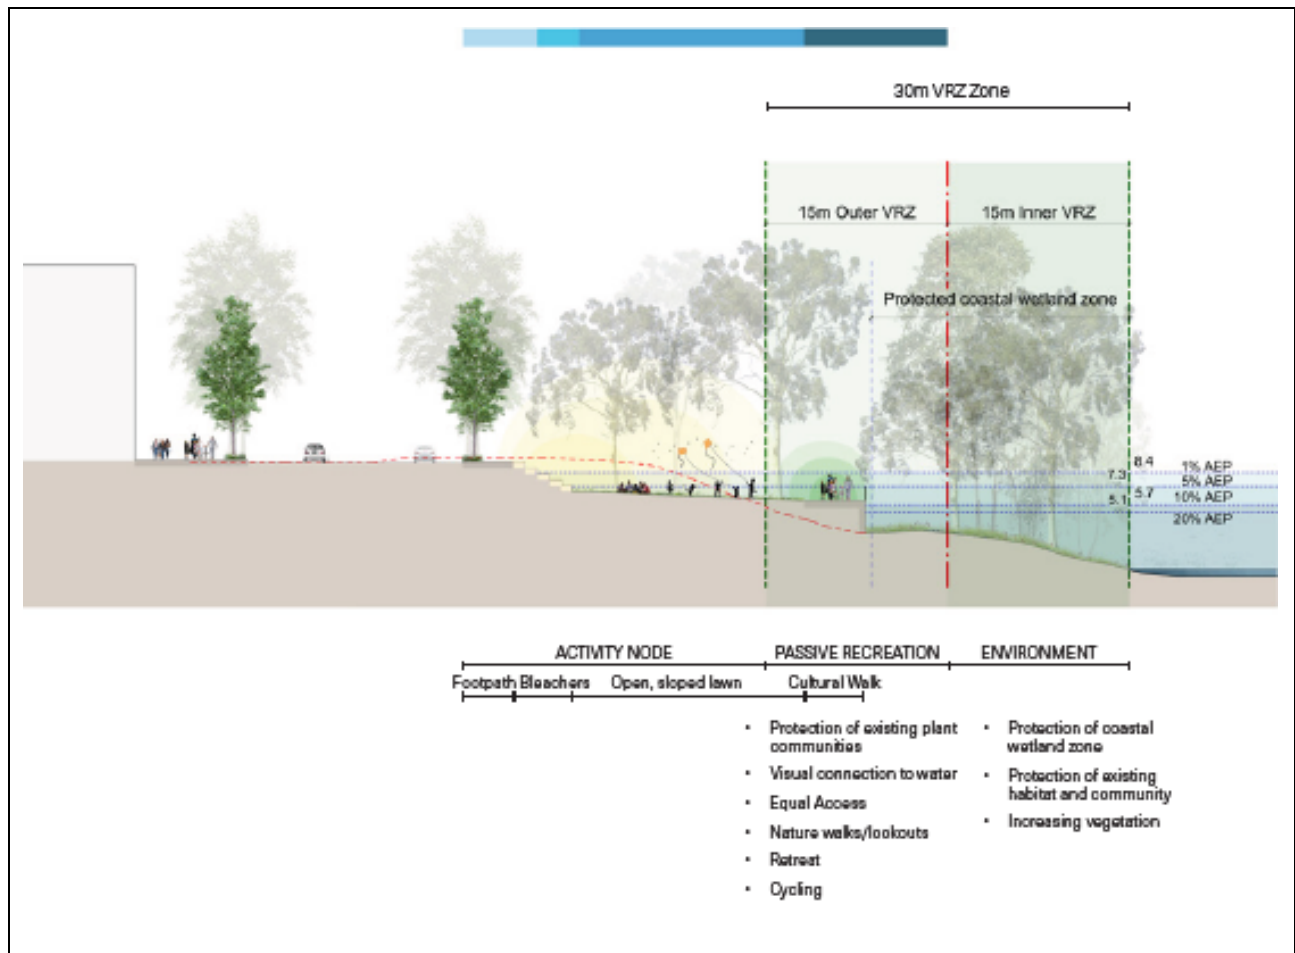 30m VRZ Zone
15m Outer VRZ
15m Inner VRZ
Protected coastal wetland zone
8.4
1% AEP
7.3
5% AEP
5.7
10% AEP
5.1
20% AEP
ACTIVITY NODE
PASSIVE RECREATION
ENVIRONMENT
Footpath
Bleachers
Open, sloped lawn
Cultural Walk
• Protection of existing plant
communities
• Visual connection to water
• Equal Access
• Nature walks/lookouts
• Retreat
• Cycling
• Protection of coastal
wetland zone
• Protection of existing
habitat and community
• Increasing vegetation